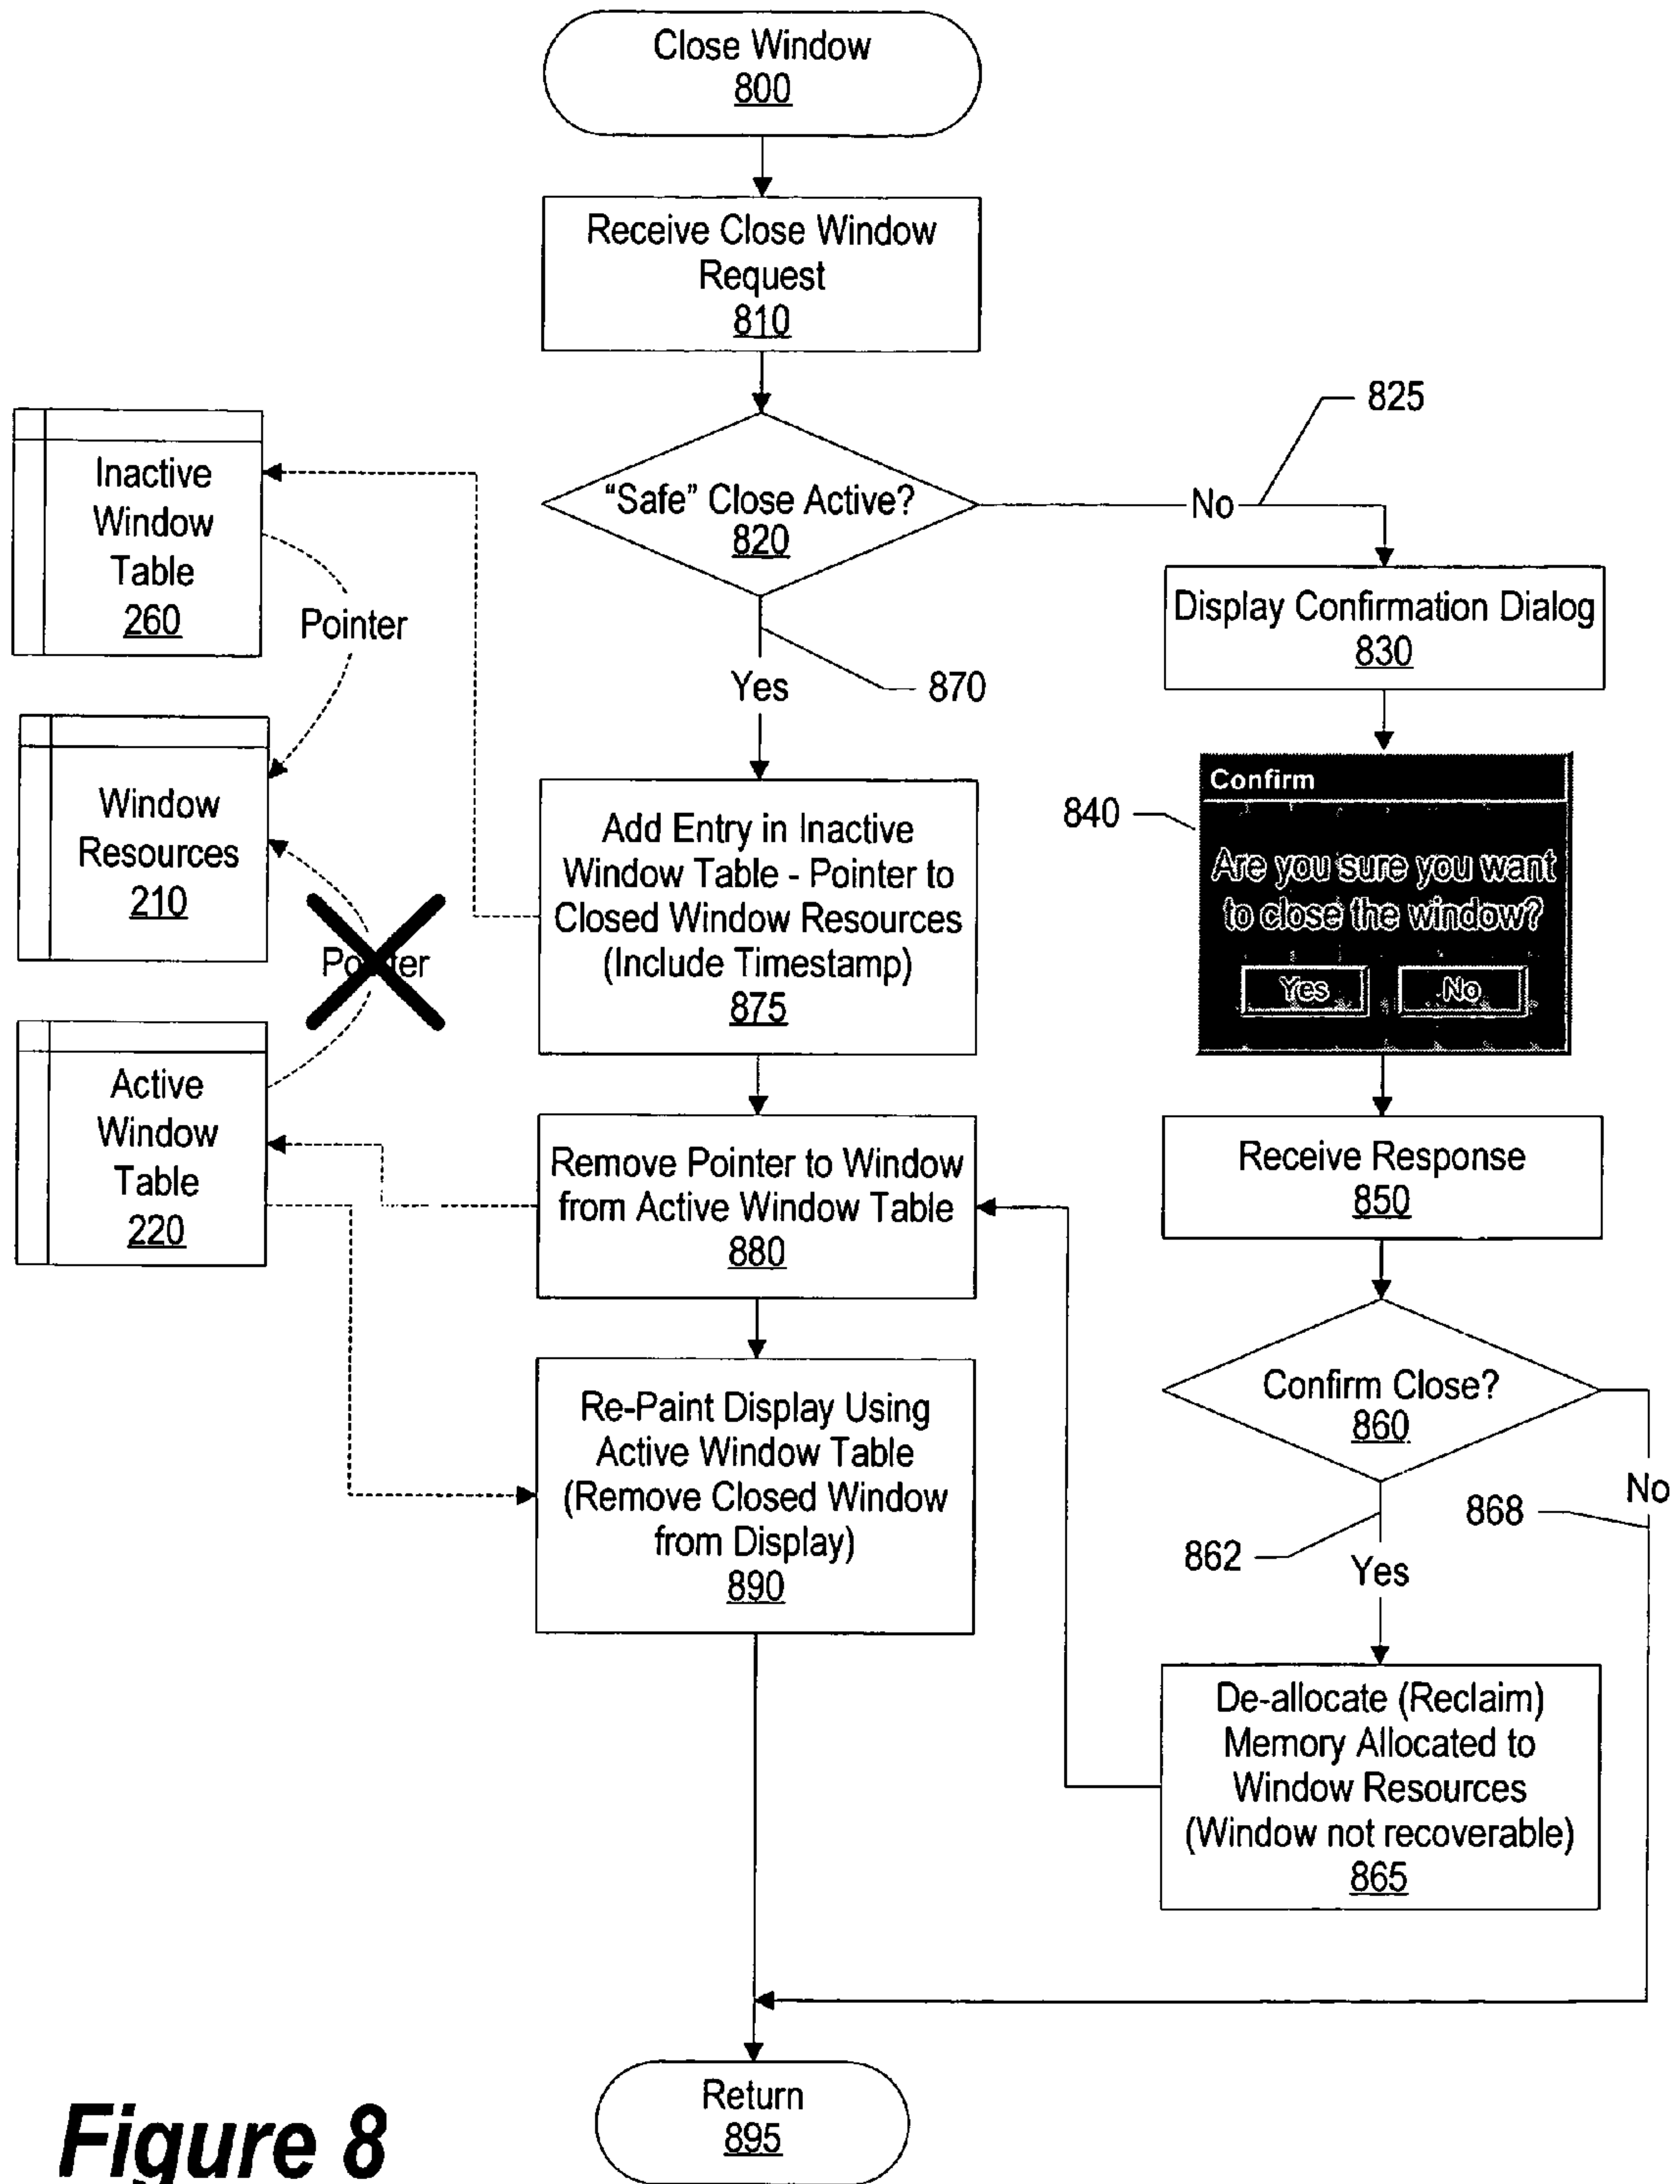 Close Window
800
Receive Close Window
Request
810
825
"Safe" Close Active?
820
No
Inactive
Window
Table
260
Pointer
Display Confirmation Dialog
830
870
Yes
Window
Resources
210
Add Entry in Inactive
Window Table - Pointer to
Closed Window Resources
(Include Timestamp)
875
840
Confirm
Are you sure you want
to close the window?
Yes
No
Pointer
Active
Window
Table
220
Remove Pointer to Window
from Active Window Table
880
Receive Response
850
Re-Paint Display Using
Active Window Table
(Remove Closed Window
from Display)
890
Confirm Close?
860
No
868
862
Yes
De-allocate (Reclaim)
Memory Allocated to
Window Resources
(Window not recoverable)
865
Return
895
Figure 8